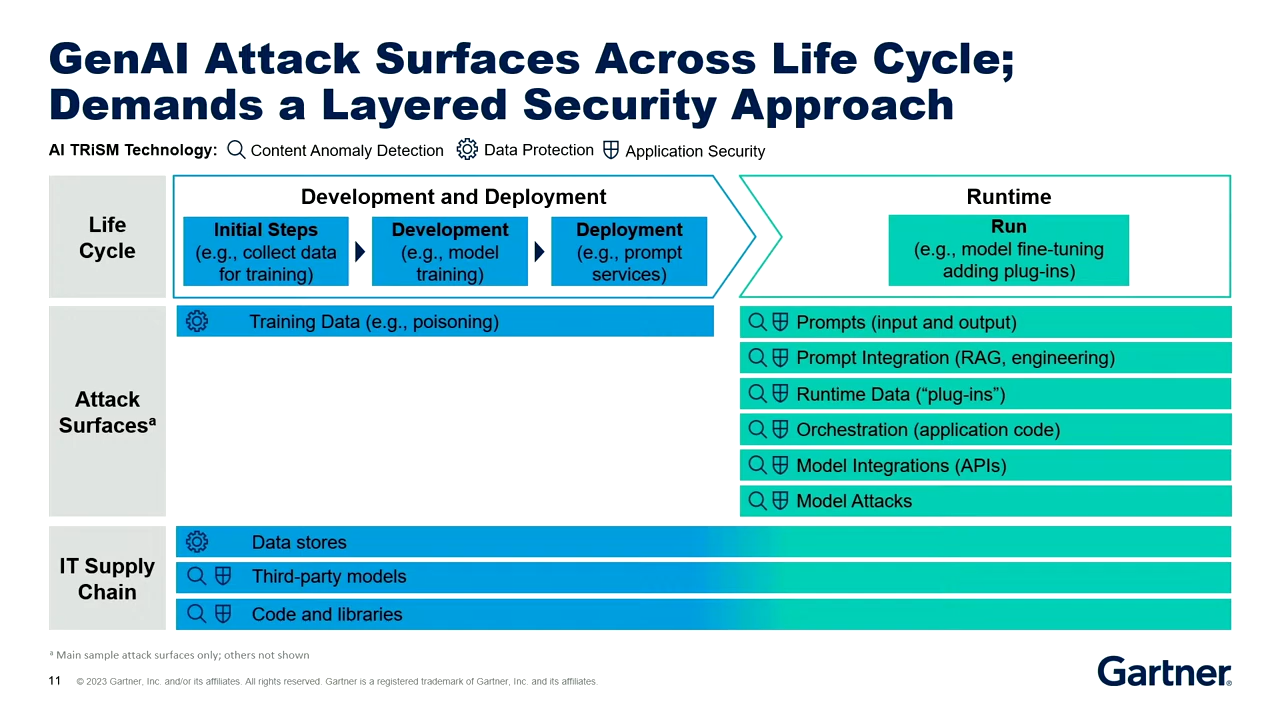 GenAI Attack Surfaces Across Life Cycle;
Demands a Layered Security Approach
AI TRiSM Technology: Content Anomaly Detection Data Protection Application Security
Life
Cycle
Development and Deployment
Initial Steps
(e.g., collect data
for training)
Development
(e.g., model
training)
Deployment
(e.g., prompt
services)
Runtime
Run
(e.g., model fine-tuning
adding plug-ins)
Attack
Surfacesª
Training Data (e.g., poisoning)
Prompts (input and output)
Prompt Integration (RAG, engineering)
Runtime Data (“plug-ins”)
Orchestration (application code)
Model Integrations (APIs)
Model Attacks
IT Supply
Chain
Data stores
Third-party models
Code and libraries
ª Main sample attack surfaces only; others not shown
11 © 2023 Gartner, Inc. and/or its affiliates. All rights reserved. Gartner is a registered trademark of Gartner, Inc. and its affiliates.
Gartner®